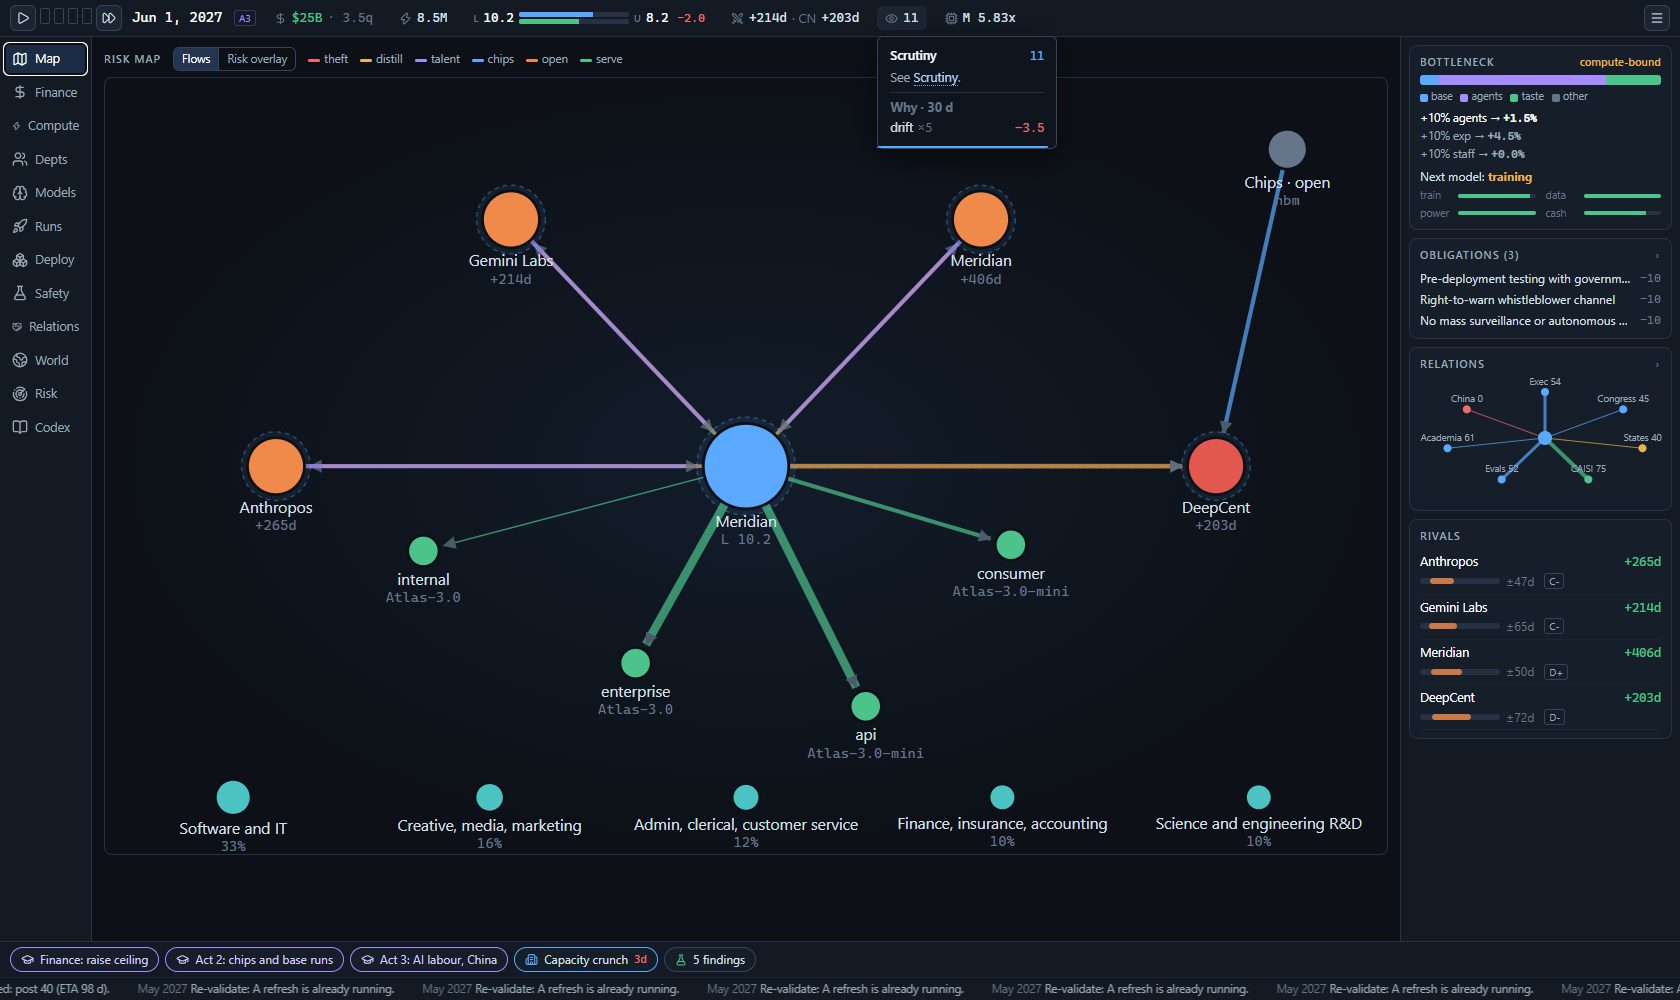 Jun 1, 2027 A3 $ $25B · 3.5q 8.5M L 10.2 U 8.2 −2.0 +214d · CN +203d 11 M 5.83x
Map
Finance
Compute
Depts
Models
Runs
Deploy
Safety
Relations
World
Risk
Codex
RISK MAP Flows Risk overlay theft distill talent chips open serve
Scrutiny 11
See Scrutiny.
Why · 30 d
drift ×5 −3.5
Chips · open
hbm
Gemini Labs
+214d
Meridian
+406d
Anthropos
+265d
Meridian
L 10.2
DeepCent
+203d
internal
Atlas-3.0
consumer
Atlas-3.0-mini
enterprise
Atlas-3.0
api
Atlas-3.0-mini
Software and IT
33%
Creative, media, marketing
16%
Admin, clerical, customer service
12%
Finance, insurance, accounting
10%
Science and engineering R&D
10%
BOTTLENECK compute-bound
base agents taste other
+10% agents → +1.5%
+10% exp → +4.5%
+10% staff → +0.0%
Next model: training
train data
power cash
OBLIGATIONS (3) ›
Pre-deployment testing with governm... −10
Right-to-warn whistleblower channel −10
No mass surveillance or autonomous ... −10
RELATIONS ›
Exec 54
China 0 Congress 45
Academia 61 States 40
Evals 52 CAISI 75
RIVALS
Anthropos +265d
±47d C-
Gemini Labs +214d
±65d C-
Meridian +406d
±50d D+
DeepCent +203d
±72d D-
Finance: raise ceiling Act 2: chips and base runs Act 3: AI labour, China Capacity crunch 3d 5 findings
ed: post 40 (ETA 98 d). May 2027 Re-validate: A refresh is already running. May 2027 Re-validate: A refresh is already running. May 2027 Re-validate: A refresh is already running. May 2027 Re-validate: A refresh is already running. May 2027 Re-validate: A refresh is already running. May 2027 Re-validate: A